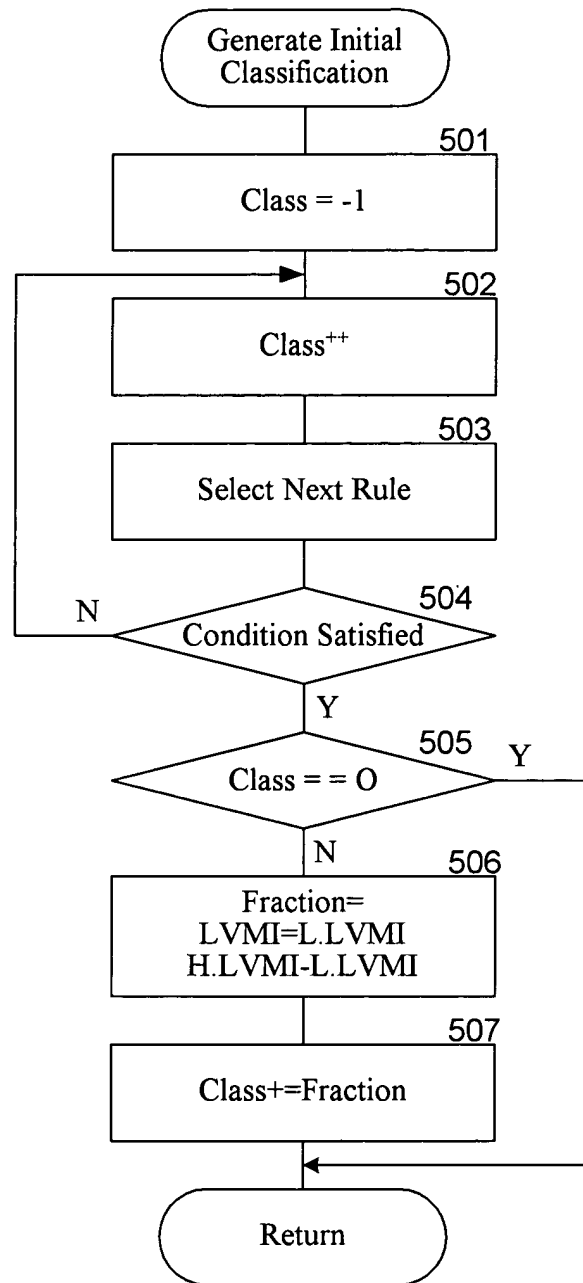 Generate Initial
Classification
501
Class = -1
502
Class++
503
Select Next Rule
504
N
Condition Satisfied
Y
505
Y
Class = = O
N
506
Fraction=
LVMI=L.LVMI
H.LVMI-L.LVMI
507
Class+=Fraction
Return